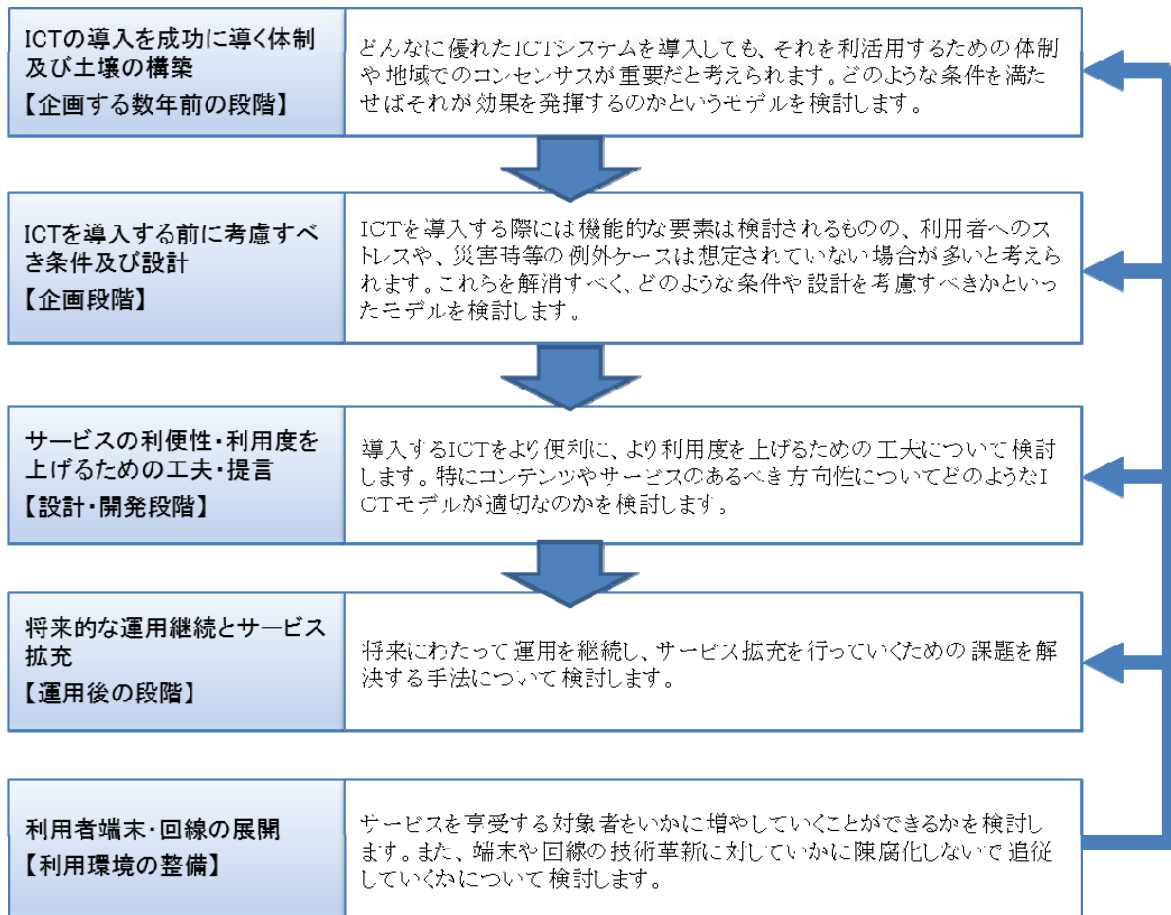 ICTの導入を成功に導く体制
及び土壌の構築
【企画する数年前の段階】
どんなに優れたICTシステムを導入しても、それを利活用するための体制
や地域でのコンセンサスが重要だと考えられます。どのような条件を満た
せばそれが効果を発揮するのかというモデルを検討します。
ICTを導入する前に考慮すべ
き条件及び設計
【企画段階】
ICTを導入する際には機能的な要素は検討されるものの、利用者へのス
トレスや、災害時等の例外ケースは想定されていない場合が多いと考えら
れます。これらを解消すべく、どのような条件や設計を考慮すべきかといっ
たモデルを検討します。
サービスの利便性・利用度を
上げるための工夫・提言
【設計・開発段階】
導入するICTをより便利に、より利用度を上げるための工夫について検討
します。特にコンテンツやサービスのあるべき方向性についてどのようなI
CTモデルが適切なのかを検討します。
将来的な運用継続とサービス
拡充
【運用後の段階】
将来にわたって運用を継続し、サービス拡充を行っていくための課題を解
決する手法について検討します。
利用者端末・回線の展開
【利用環境の整備】
サービスを享受する対象者をいかに増やしていくことができるかを検討し
ます。また、端末や回線の技術革新に対していかに陳腐化しないで追従
していくかについて検討します。